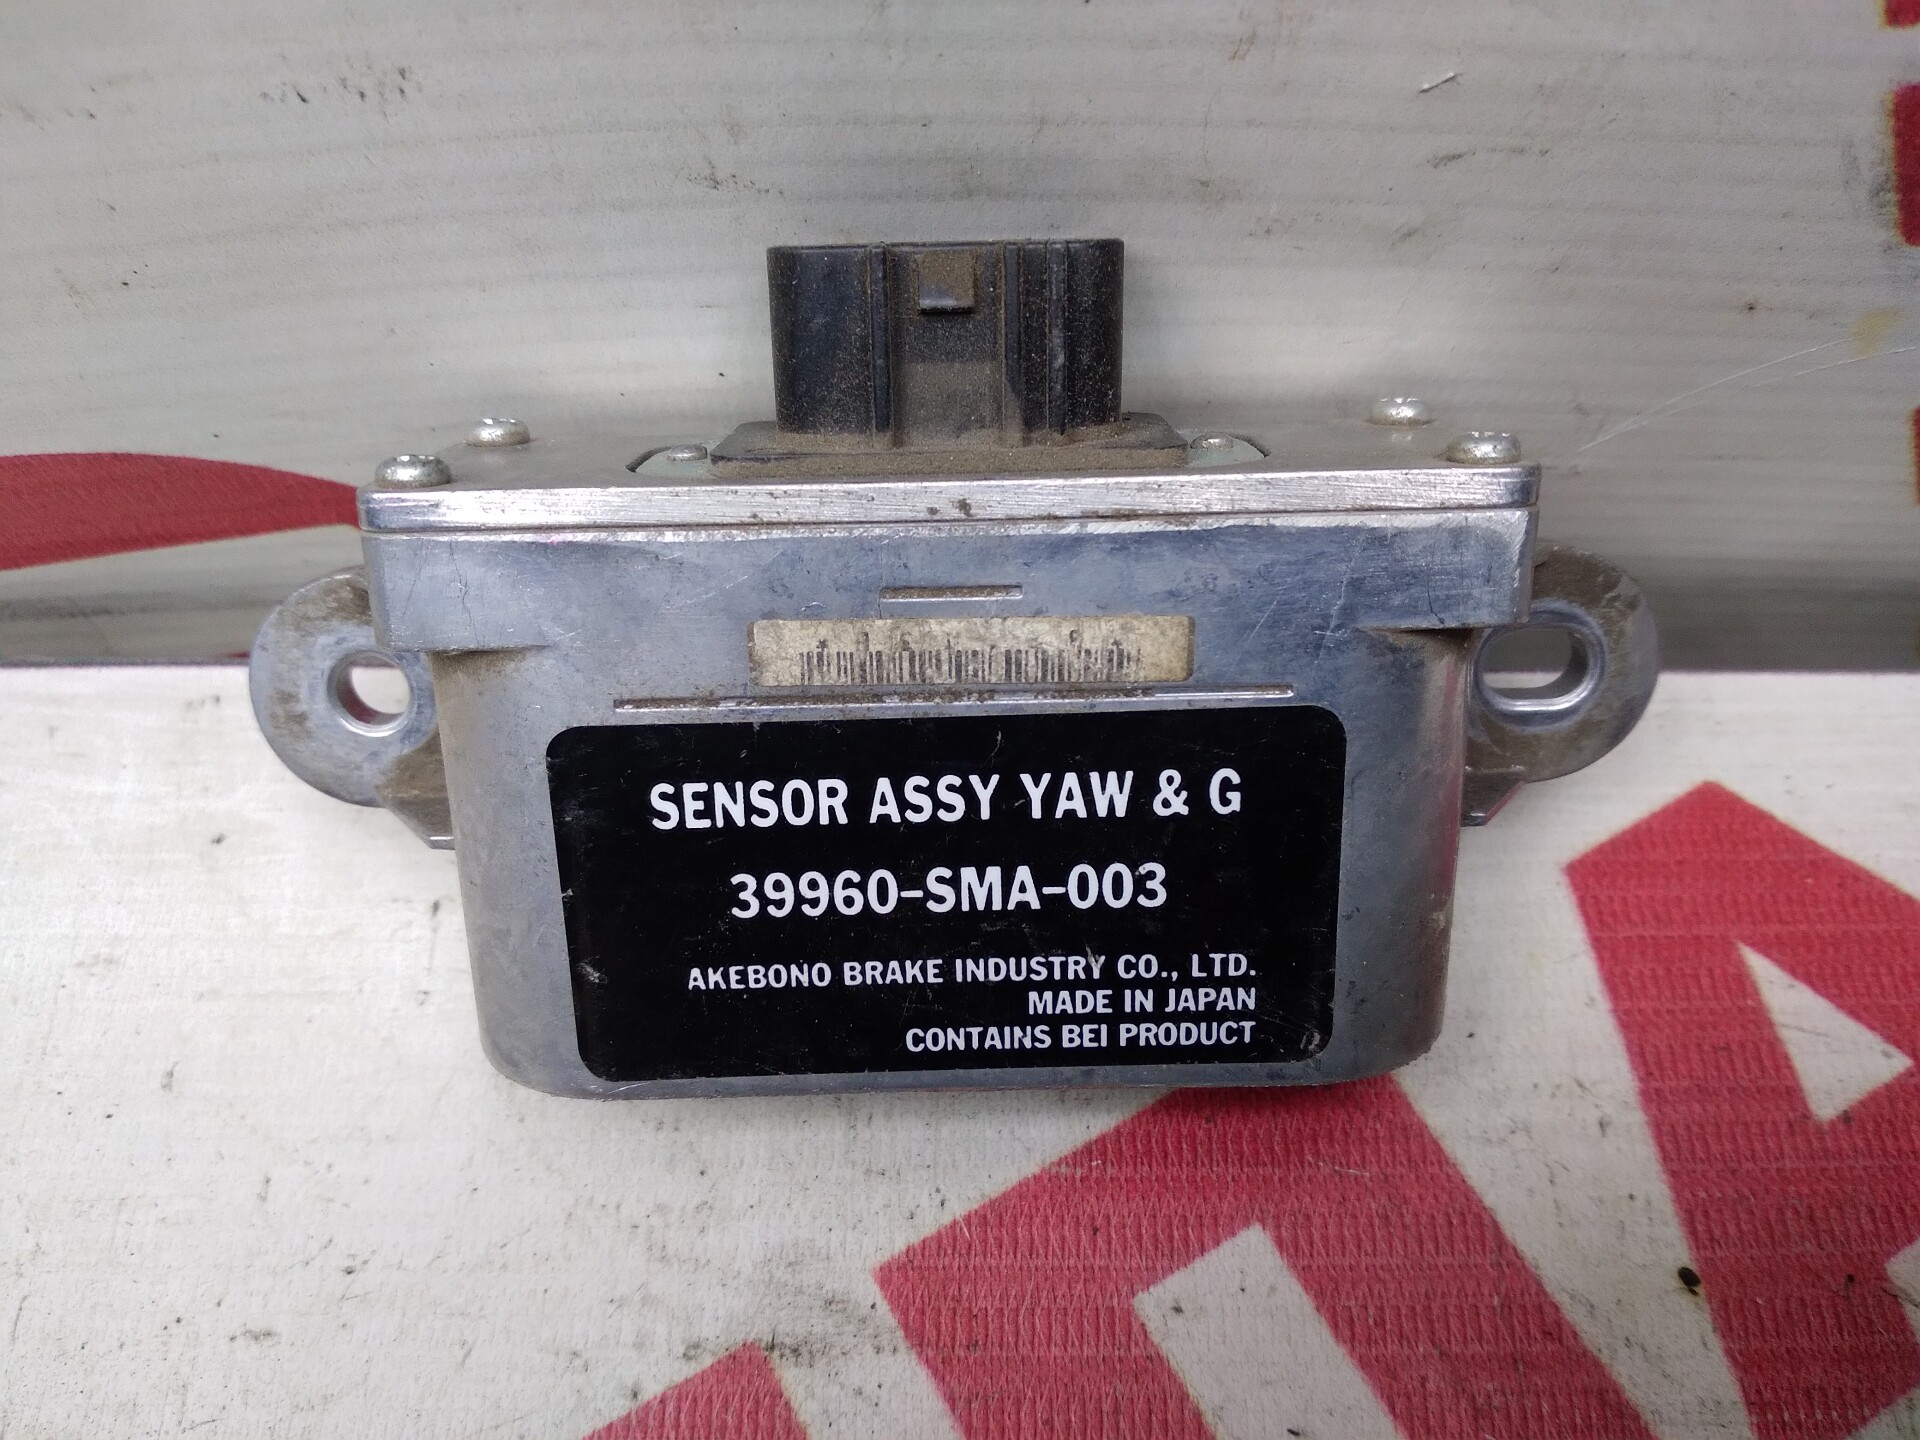 SENSOR ASSY YAW & G
39960-SMA-003
AKEBONO BRAKE INDUSTRY CO., LTD.
MADE IN JAPAN
CONTAINS BEI PRODUCT